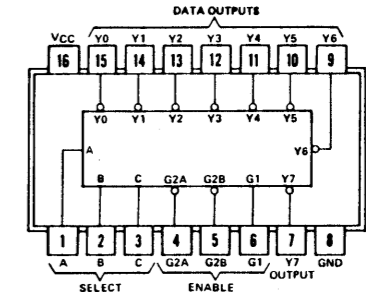 DATA OUTPUTS
VCC Y0 Y1 Y2 Y3 Y4 Y5 Y6
16 15 14 13 12 11 10 9
Y0 Y1 Y2 Y3 Y4 Y5
A Y6
B C G2A G2B G1 Y7
1 2 3 4 5 6 7 8
A B C G2A G2B G1 Y7 GND
OUTPUT
SELECT ENABLE